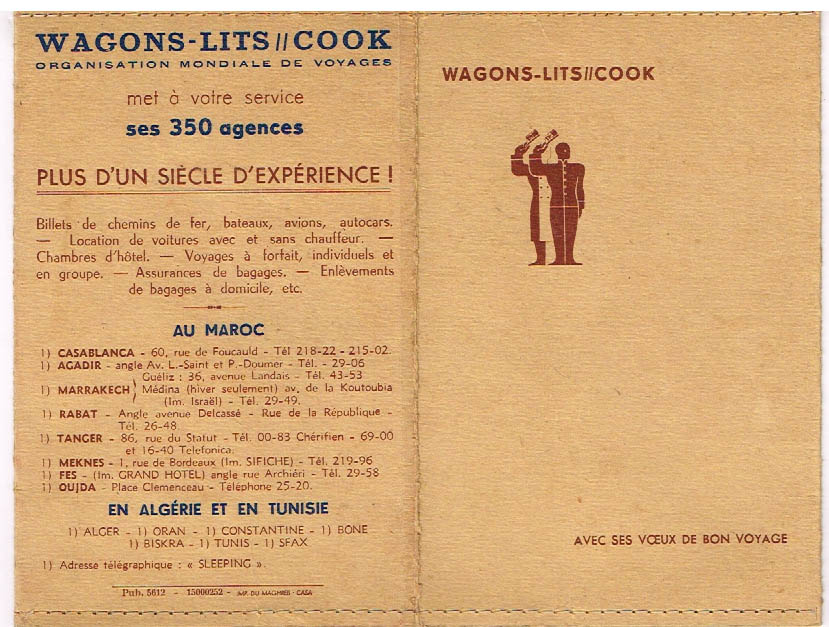 WAGONS-LITS//COOK
ORGANISATION MONDIALE DE VOYAGES
met à votre service
ses 350 agences
PLUS D'UN SIÈCLE D'EXPÉRIENCE !
Billets de chemins de fer, bateaux, avions, autocars.
— Location de voitures avec et sans chauffeur. —
Chambres d'hôtel. — Voyages à forfait, individuels et
en groupe. — Assurances de bagages. — Enlèvements
de bagages à domicile, etc.
AU MAROC
1) CASABLANCA - 60, rue de Foucauld - Tél 218-22 - 215-02.
1) AGADIR - angle Av. L.-Saint et P.-Doumer - Tél. - 29-06
Guéliz : 36, avenue Landais - Tél. 43-53
1) MARRAKECH } Médina (hiver seulement) av. de la Koutoubia
(Im. Israël) - Tél. 29-49.
1) RABAT - Angle avenue Delcassé - Rue de la République -
Tél. 26-48.
1) TANGER - 86, rue du Statut - Tél. 00-83 Chérifien - 69-00
et 16-40 Telefonica.
1) MEKNES - 1, rue de Bordeaux (Im. SIFICHE) - Tél. 219-96
1) FES - (Im. GRAND HOTEL) angle rue Archiéri - Tél. 29-58
1) OUJDA - Place Clemenceau - Téléphone 25-20.
EN ALGÉRIE ET EN TUNISIE
1) ALGER - 1) ORAN - 1) CONSTANTINE - 1) BONE
1) BISKRA - 1) TUNIS - 1) SFAX
1) Adresse télégraphique : « SLEEPING ».
Pub. 5612 - 15000252 - IMP. DU MAGHREB - CASA
WAGONS-LITS//COOK
AVEC SES VŒUX DE BON VOYAGE